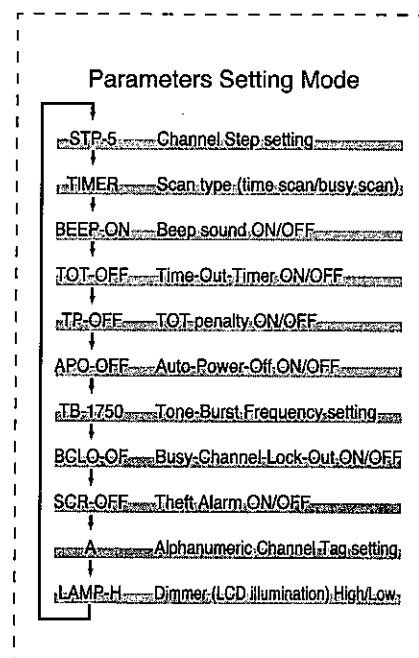 Parameters Setting Mode
STP-5 Channel Step setting
TIMER Scan type (time scan/busy scan)
BEEP-ON Beep sound ON/OFF
TOT-OFF Time-Out-Timer ON/OFF
TP-OFF TOT penalty ON/OFF
APO-OFF Auto-Power-Off ON/OFF
TB-1750 Tone-Burst Frequency setting
BCLO-OF Busy-Channel-Lock-Out ON/OFF
SCR-OFF Theft Alarm ON/OFF
A Alphanumeric Channel Tag setting
LAMP-H Dimmer (LCD illumination) High/Low